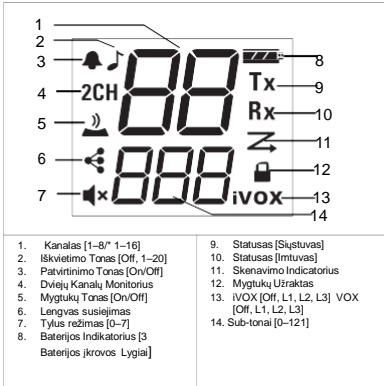 1
2
3
4
5
6
7
8
9
10
11
12
13
14
2CH
88
888
Tx
Rx
iVOX
1. Kanalas [1–8/* 1–16]
2. Iškvietimo Tonas [Off, 1–20]
3. Patvirtinimo Tonas [On/Off]
4. Dviejų Kanalų Monitorius
5. Mygtukų Tonas [On/Off]
6. Lengvas susiejimas
7. Tylus režimas [0–7]
8. Baterijos Indikatorius [3
Baterijos įkrovos Lygiai]
9. Statusas [Siųstuvas]
10. Statusas [Imtuvas]
11. Skenavimo Indicatorius
12. Mygtukų Užraktas
13. iVOX [Off, L1, L2, L3] VOX
[Off, L1, L2, L3]
14. Sub-tonai [0–121]